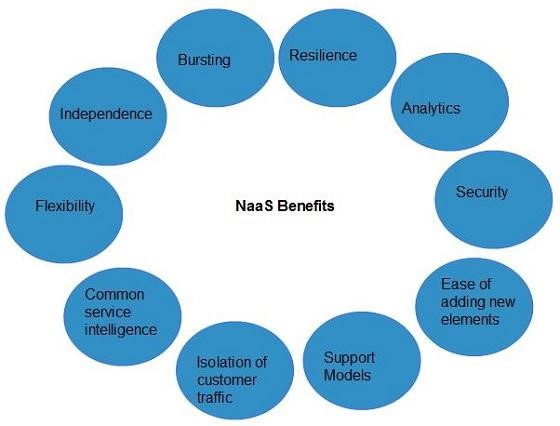 Bursting
Resilience
Analytics
Independence
Security
Flexibility
NaaS Benefits
Ease of
adding new
elements
Common
service
intelligence
Support
Models
Isolation of
customer
traffic